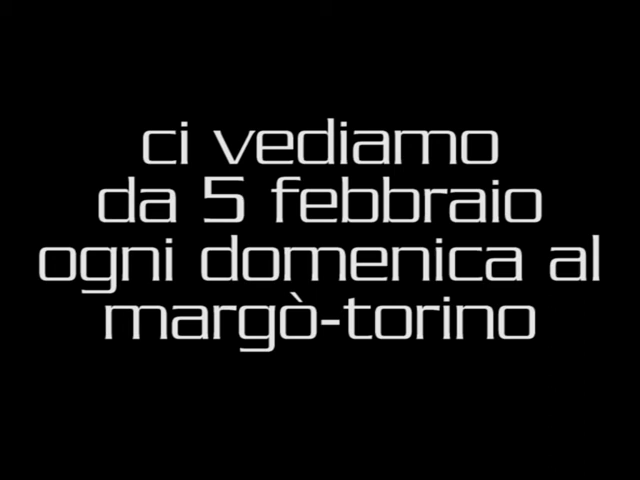 ci vediamo
da 5 febbraio
ogni domenica al
margò-torino